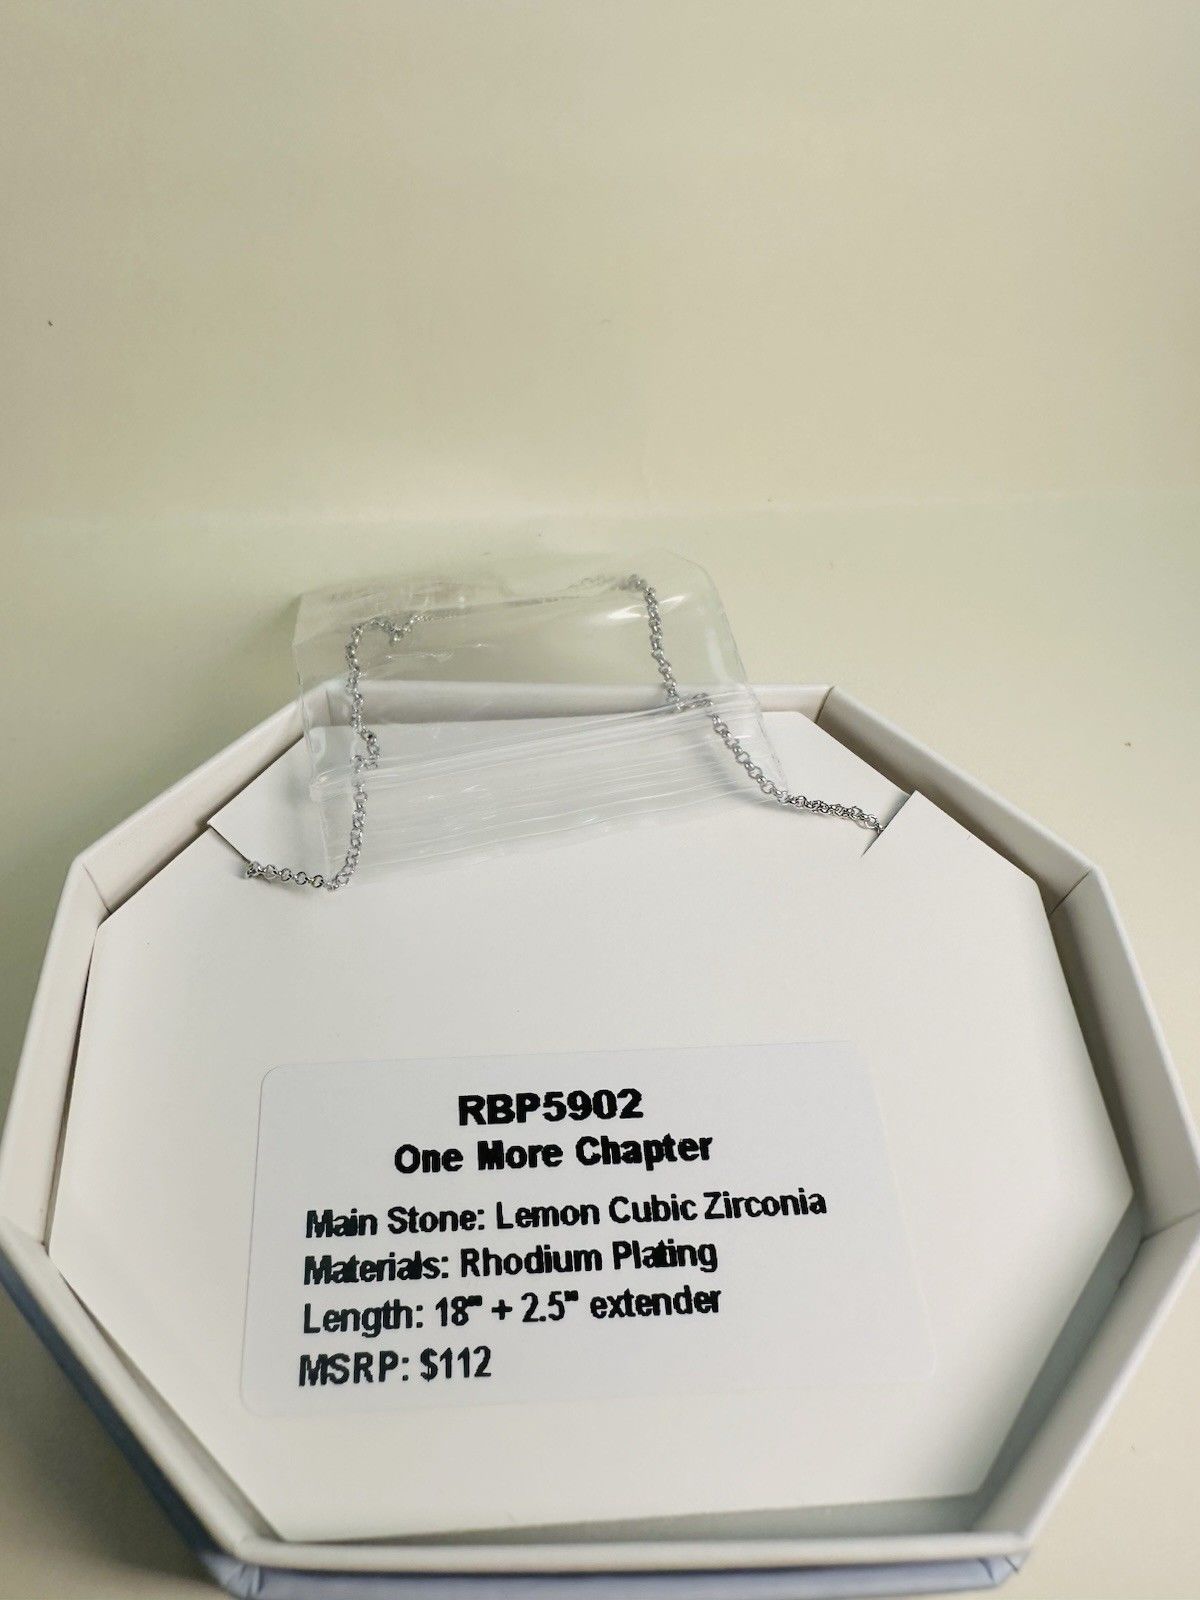 RBP5902
One More Chapter
Main Stone: Lemon Cubic Zirconia
Materials: Rhodium Plating
Length: 18" + 2.5" extender
MSRP: $112